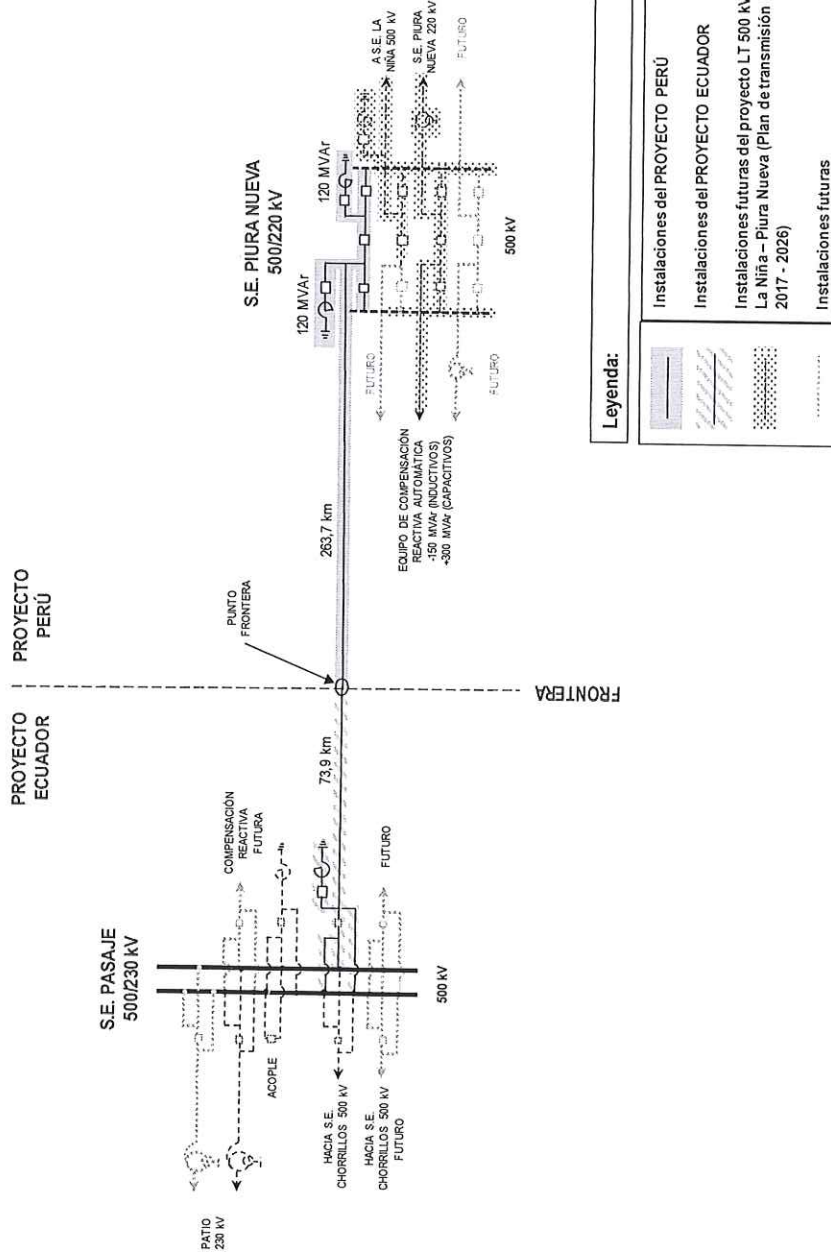 PROYECTO
ECUADOR
PROYECTO
PERÚ
S.E. PASAJE
500/230 kV
PATIO
230 kV
COMPENSACIÓN
REACTIVA
FUTURA
ACOPLE
HACIA S.E.
CHORRILLOS 500 kV
HACIA S.E.
CHORRILLOS 500 kV
FUTURO
FUTURO
500 kV
73,9 km
PUNTO
FRONTERA
FRONTERA
263,7 km
S.E. PIURA NUEVA
500/220 kV
120 MVAr
120 MVAr
FUTURO
EQUIPO DE COMPENSACIÓN
REACTIVA AUTOMÁTICA
-150 MVAr (INDUCTIVOS)
+300 MVAr (CAPACITIVOS)
FUTURO
A S.E. LA
NIÑA 500 kV
S.E. PIURA
NUEVA 220 kV
FUTURO
500 kV
Leyenda:
Instalaciones del PROYECTO PERÚ
Instalaciones del PROYECTO ECUADOR
Instalaciones futuras del proyecto LT 500 kV
La Niña – Piura Nueva (Plan de transmisión
2017 - 2026)
Instalaciones futuras